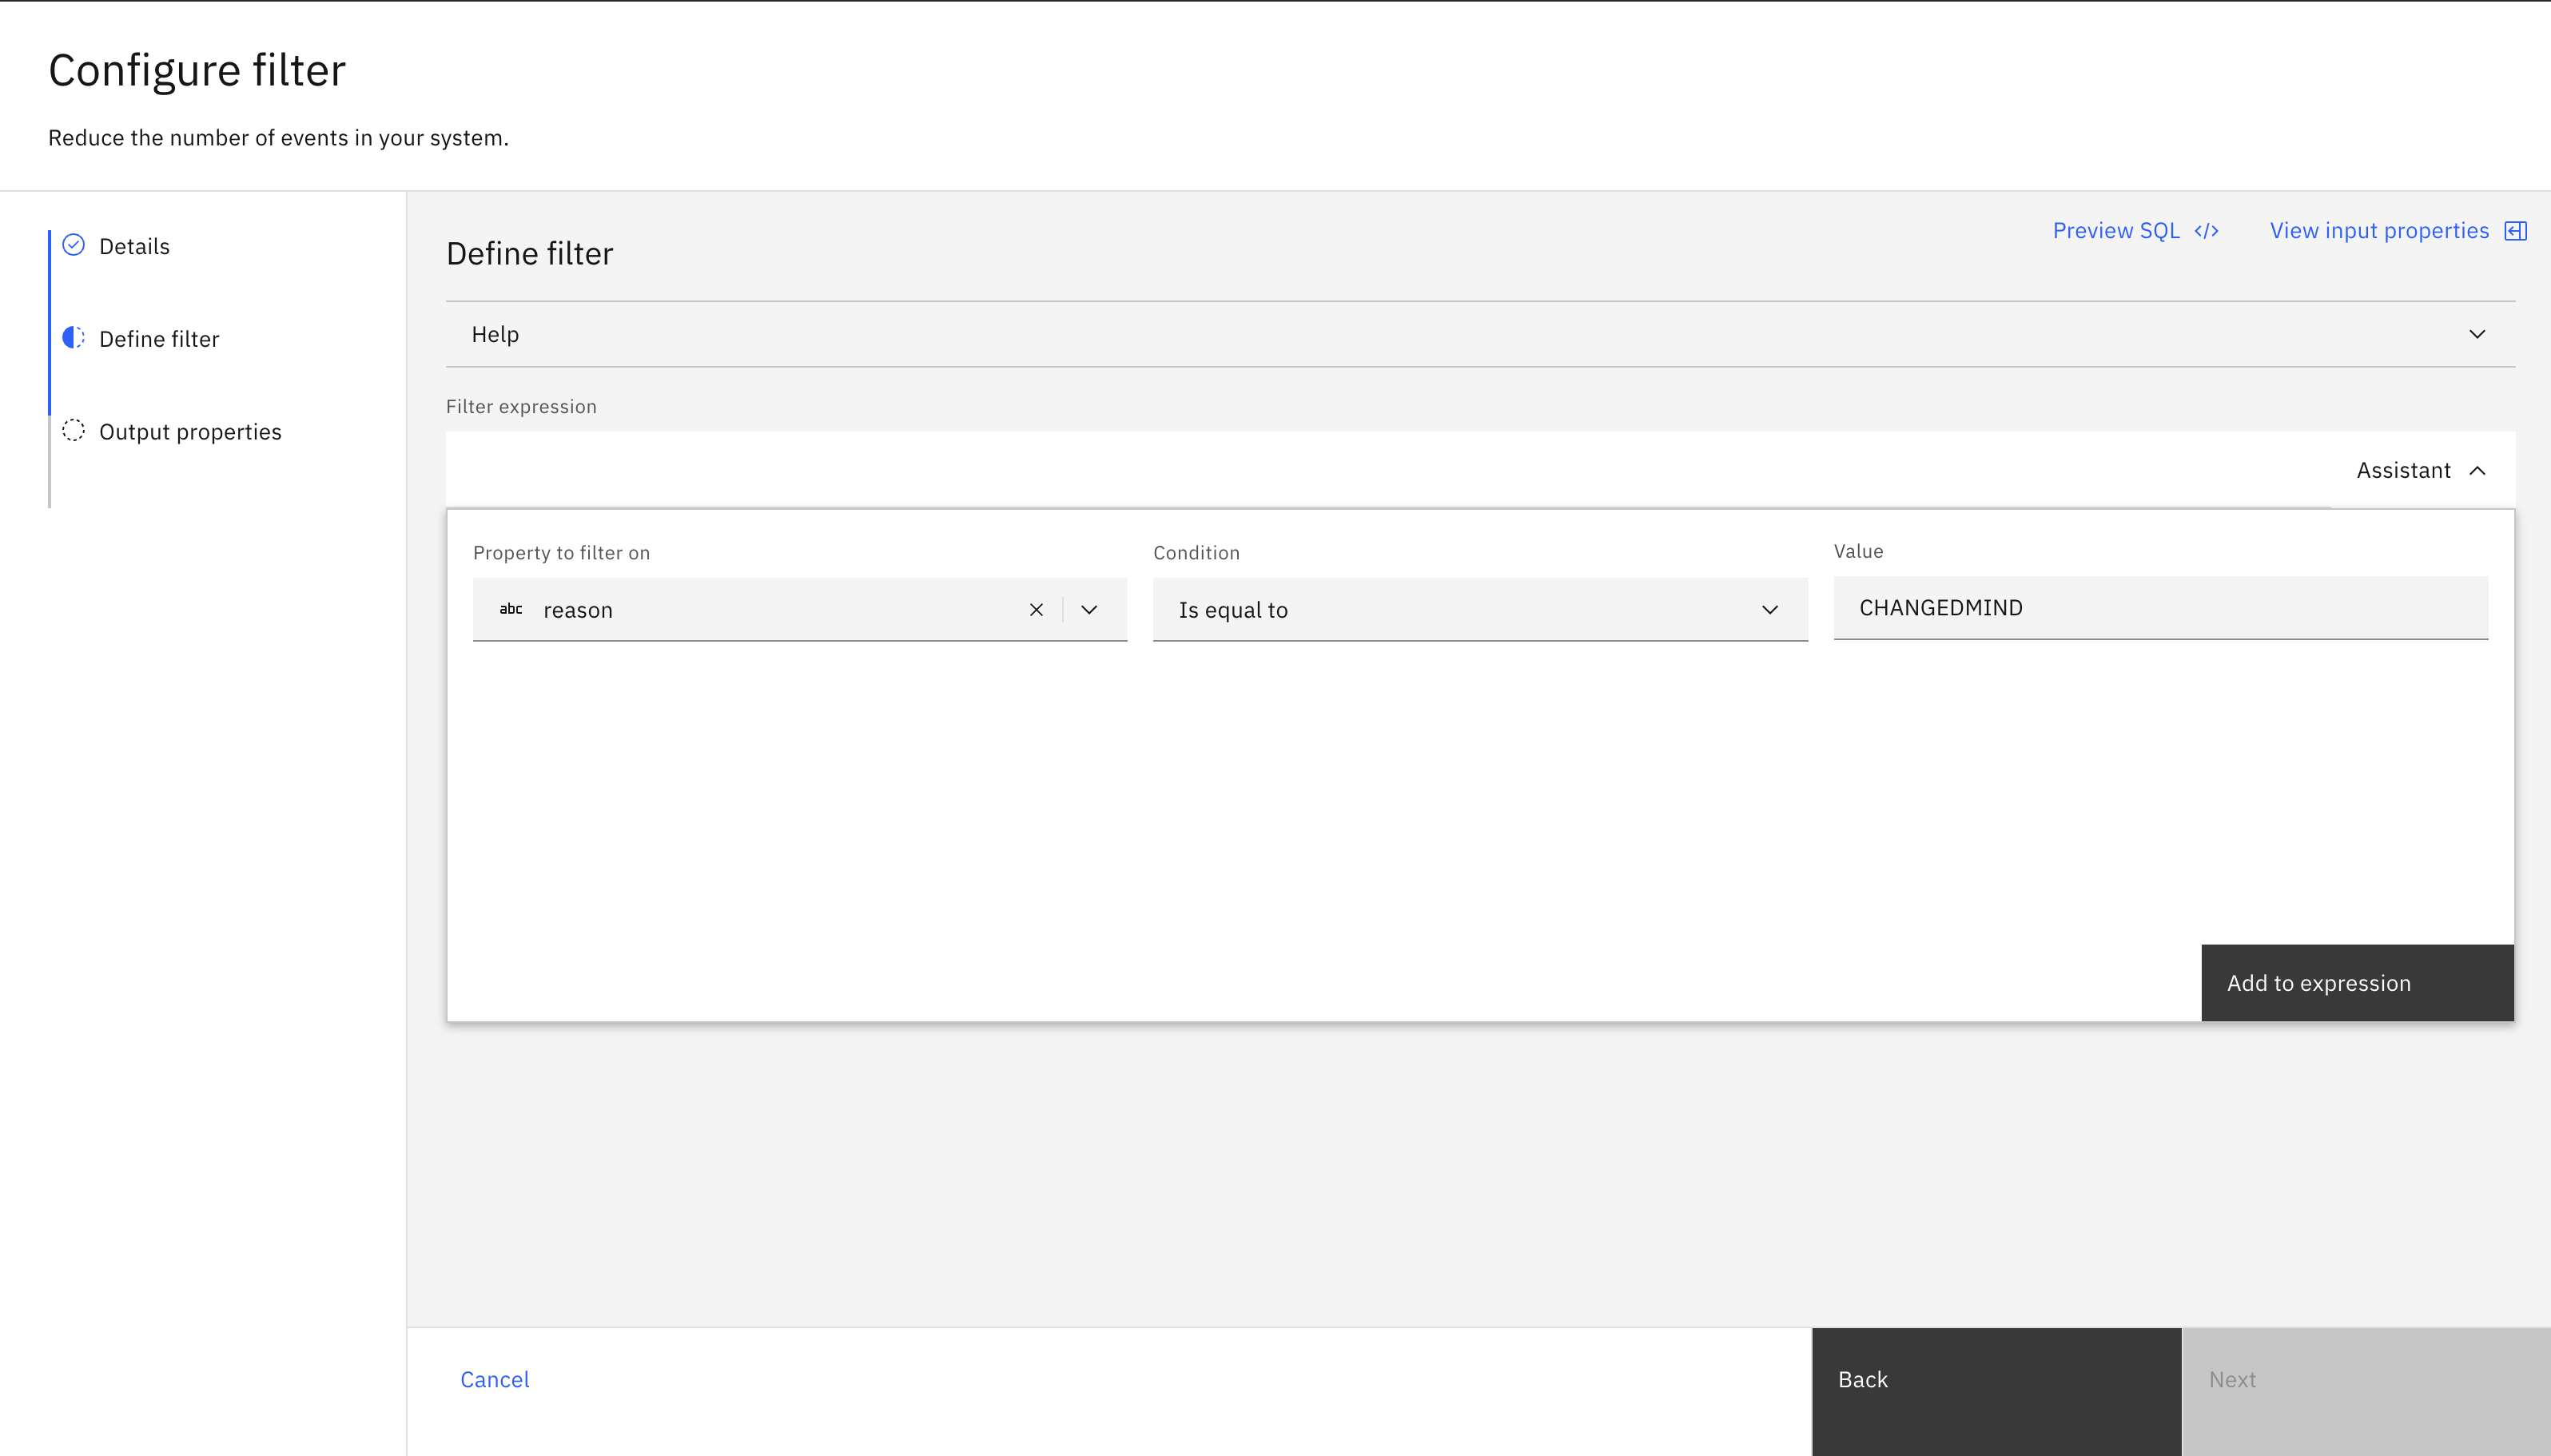 Configure filter
Reduce the number of events in your system.
Details
Define filter
Output properties
Define filter
Preview SQL </>
View input properties
Help
Filter expression
Assistant
Property to filter on
Condition
Value
abc reason
Is equal to
CHANGEDMIND
Add to expression
Cancel
Back
Next